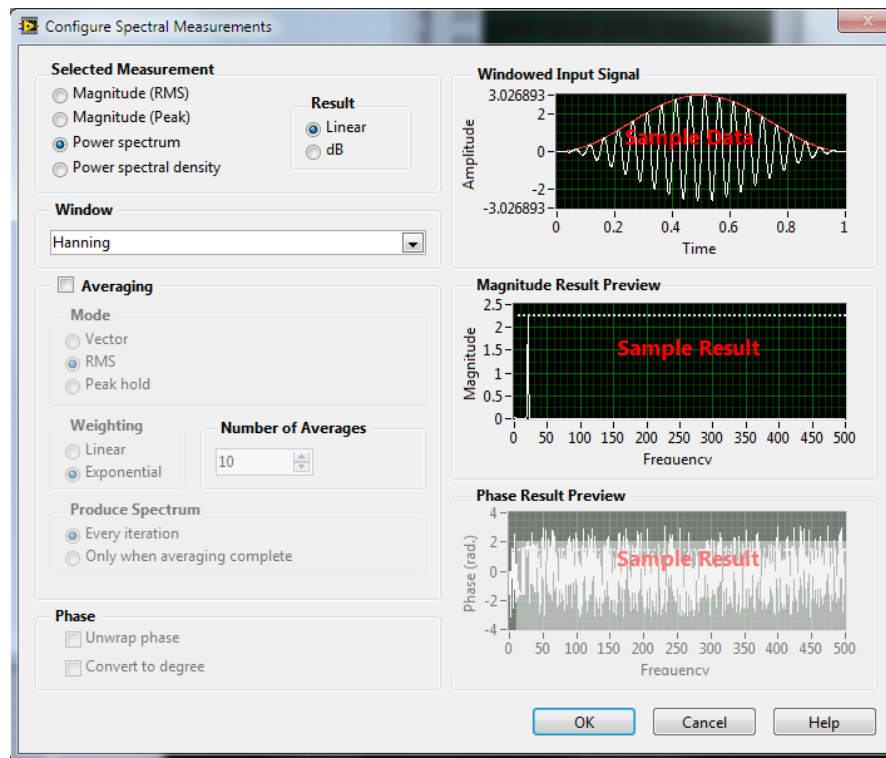 Configure Spectral Measurements
Selected Measurement
Magnitude (RMS)
Magnitude (Peak)
Power spectrum
Power spectral density
Result
Linear
dB
Window
Hanning
Averaging
Mode
Vector
RMS
Peak hold
Weighting
Linear
Exponential
Number of Averages
10
Produce Spectrum
Every iteration
Only when averaging complete
Phase
Unwrap phase
Convert to degree
Windowed Input Signal
Amplitude
3.026893
2
0
-2
-3.026893
Sample Data
0 0.2 0.4 0.6 0.8 1
Time
Magnitude Result Preview
Magnitude
2.5
2
1.5
1
0.5
0
Sample Result
0 50 100 150 200 250 300 350 400 450 500
Frequency
Phase Result Preview
Phase (rad.)
4
2
0
-2
-4
Sample Result
0 50 100 150 200 250 300 350 400 450 500
Frequency
OK Cancel Help